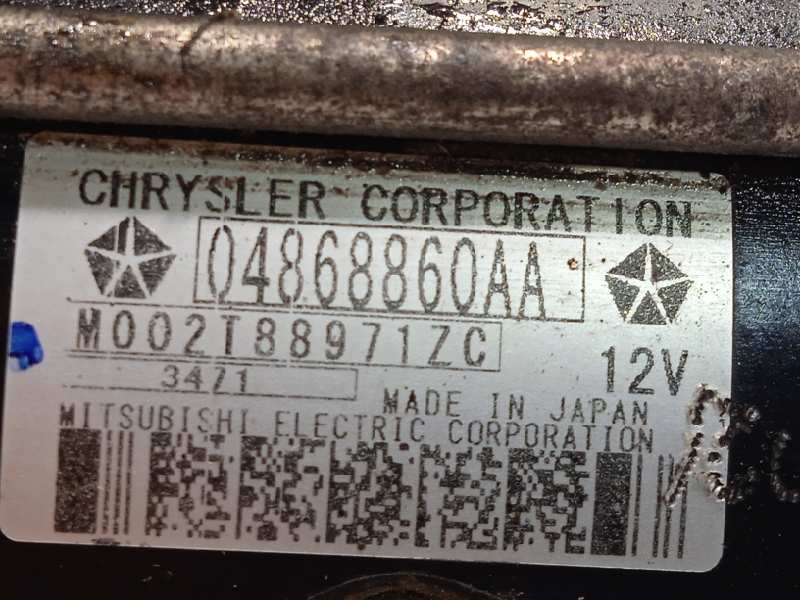 CHRYSLER CORPORATION
04868860AA
M002T88971ZC
12V
3471
MADE IN JAPAN
MITSUBISHI ELECTRIC CORPORATION